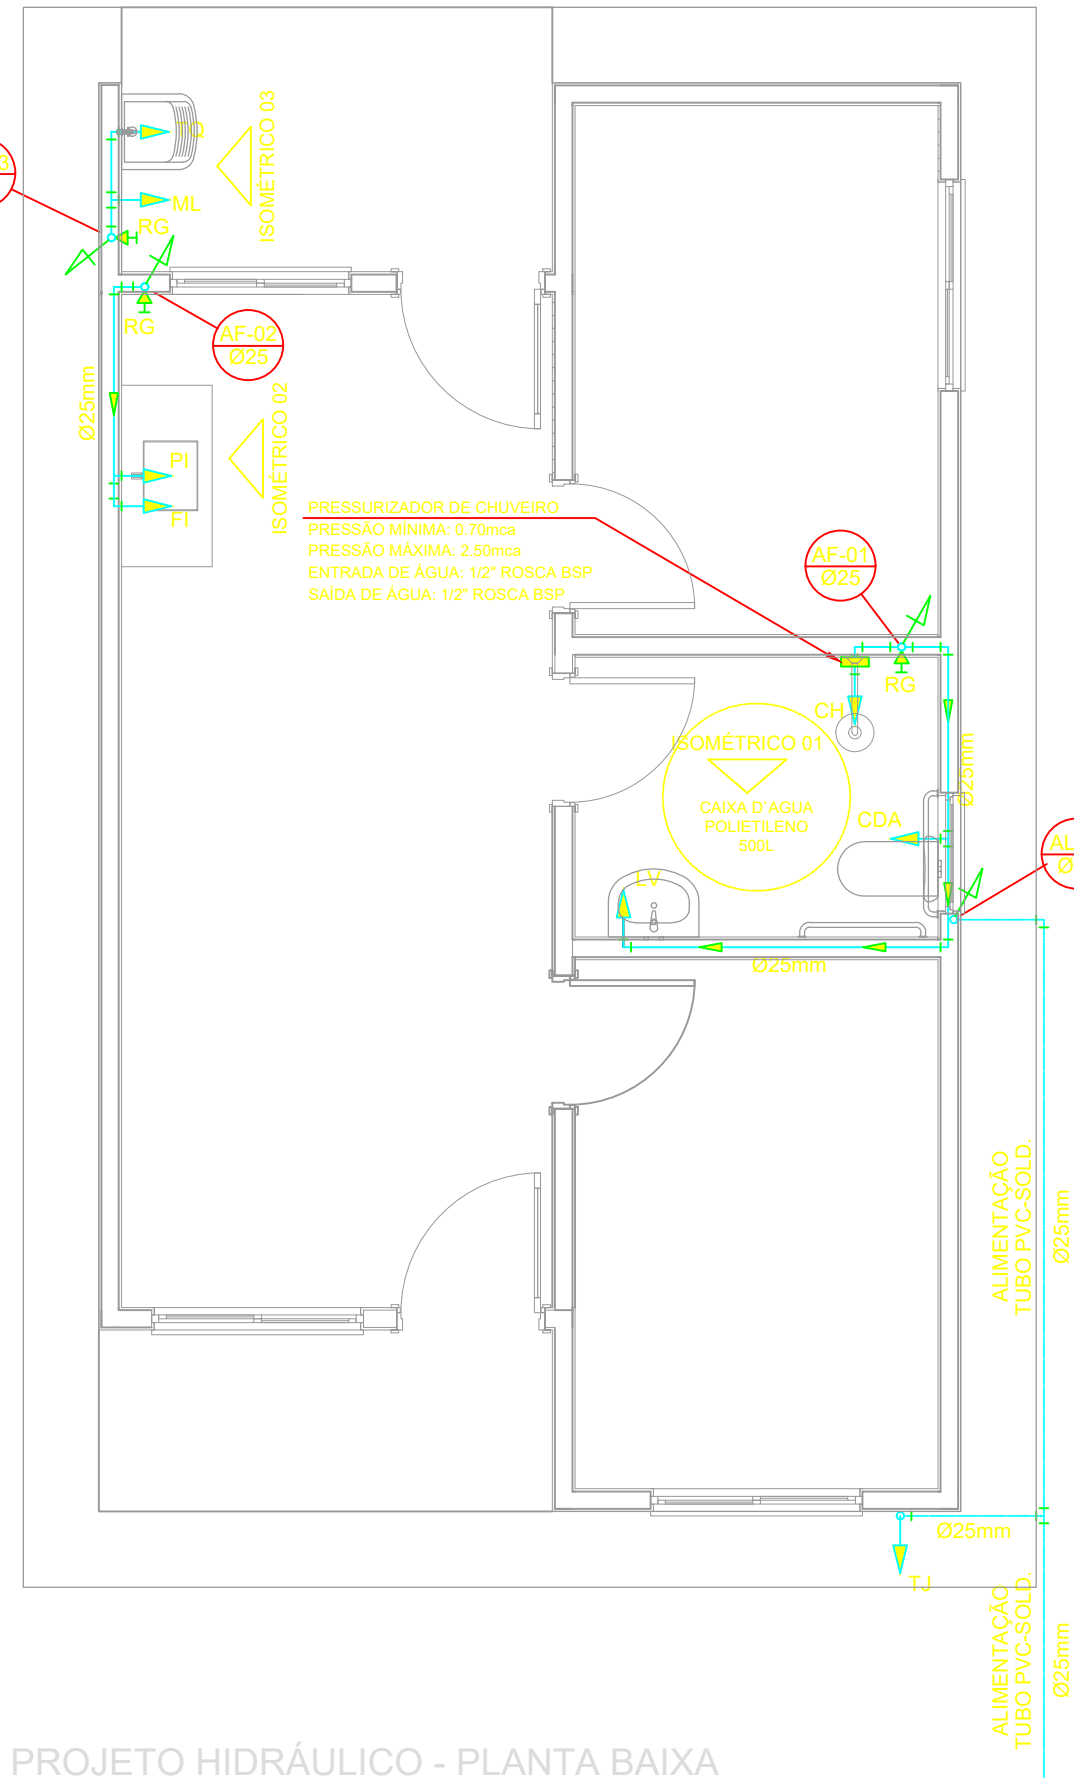 TQ
ISOMÉTRICO 03
3
ML
RG
RG
AF-02
Ø25
Ø25mm
ISOMÉTRICO 02
PI
FI
PRESSURIZADOR DE CHUVEIRO
PRESSÃO MÍNIMA: 0.70mca
PRESSÃO MÁXIMA: 2.50mca
ENTRADA DE ÁGUA: 1/2" ROSCA BSP
SAÍDA DE ÁGUA: 1/2" ROSCA BSP
AF-01
Ø25
RG
CH
ISOMÉTRICO 01
CAIXA D´AGUA
POLIETILENO
500L
Ø25mm
CDA
AL
Ø
LV
Ø25mm
ALIMENTAÇÃO
TUBO PVC-SOLD.
Ø25mm
Ø25mm
TJ
ALIMENTAÇÃO
TUBO PVC-SOLD.
Ø25mm
PROJETO HIDRÁULICO - PLANTA BAIXA